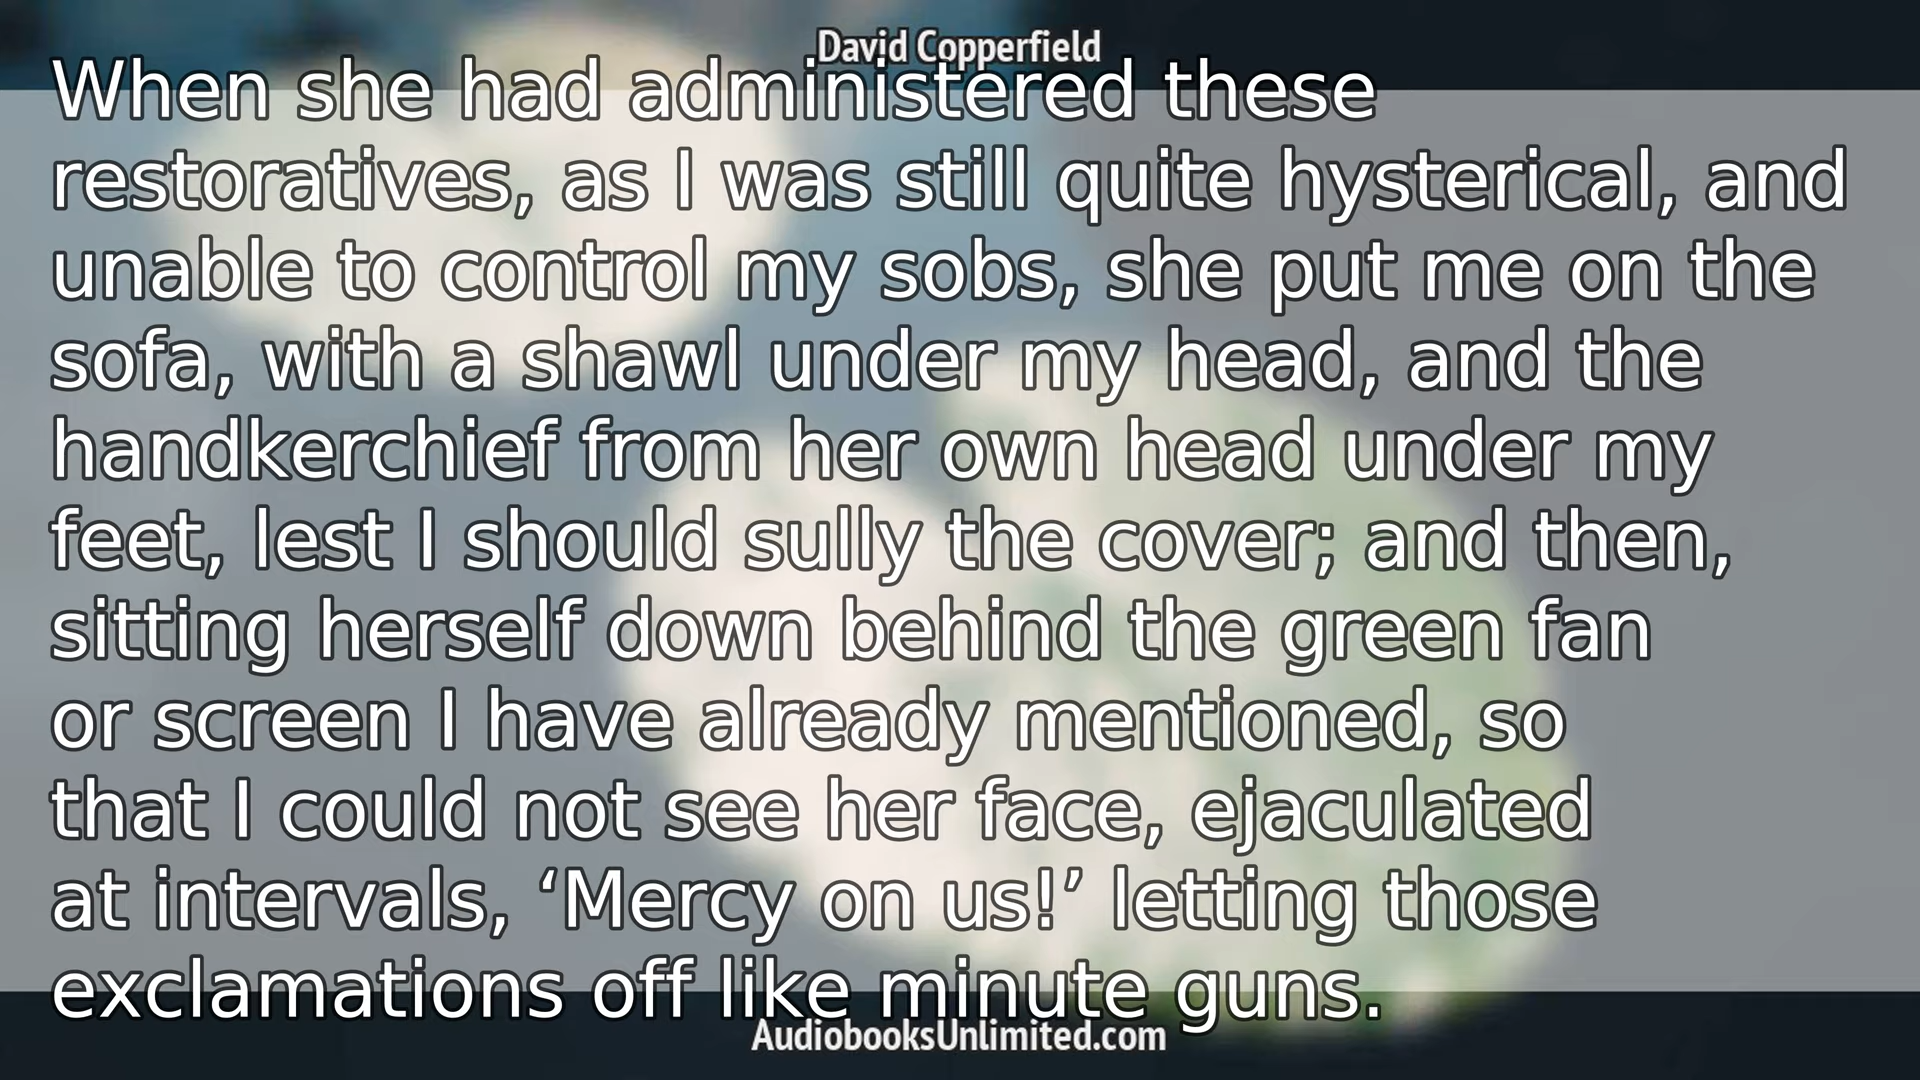 David Copperfield
When she had administered these
restoratives, as I was still quite hysterical, and
unable to control my sobs, she put me on the
sofa, with a shawl under my head, and the
handkerchief from her own head under my
feet, lest I should sully the cover; and then,
sitting herself down behind the green fan
or screen I have already mentioned, so
that I could not see her face, ejaculated
at intervals, ‘Mercy on us!’ letting those
exclamations off like minute guns.
AudiobooksUnlimited.com